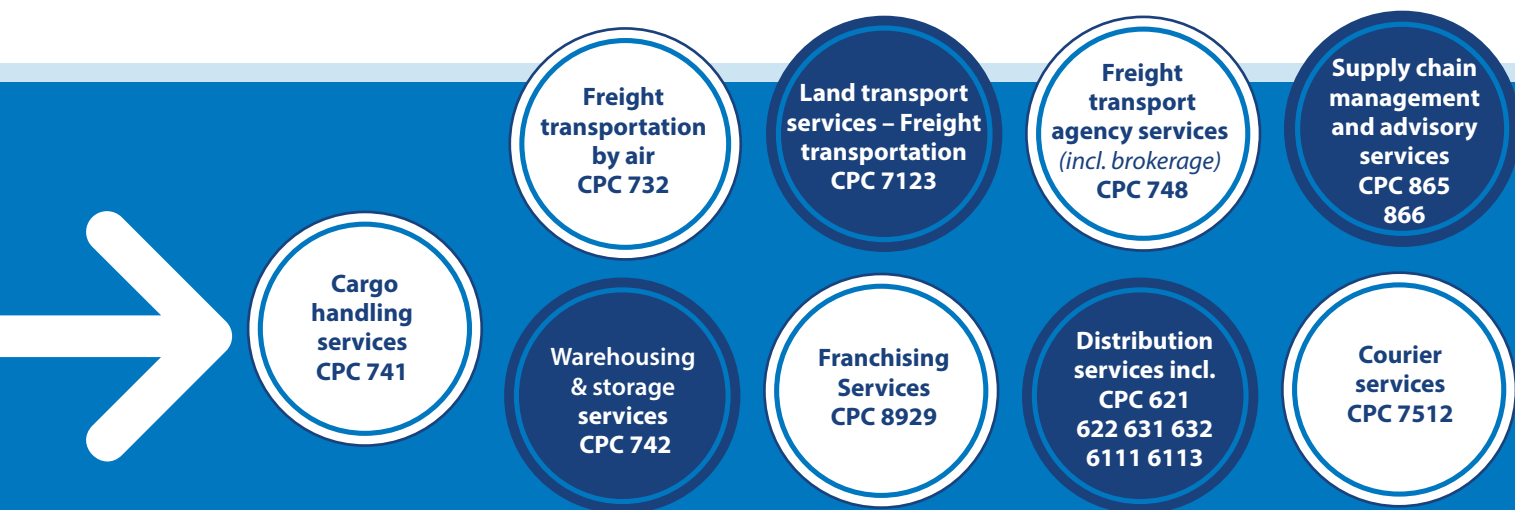 Freight
transportation
by air
CPC 732
Land transport
services – Freight
transportation
CPC 7123
Freight
transport
agency services
(incl. brokerage)
CPC 748
Supply chain
management
and advisory
services
CPC 865
866
Cargo
handling
services
CPC 741
Warehousing
& storage
services
CPC 742
Franchising
Services
CPC 8929
Distribution
services incl.
CPC 621
622 631 632
6111 6113
Courier
services
CPC 7512